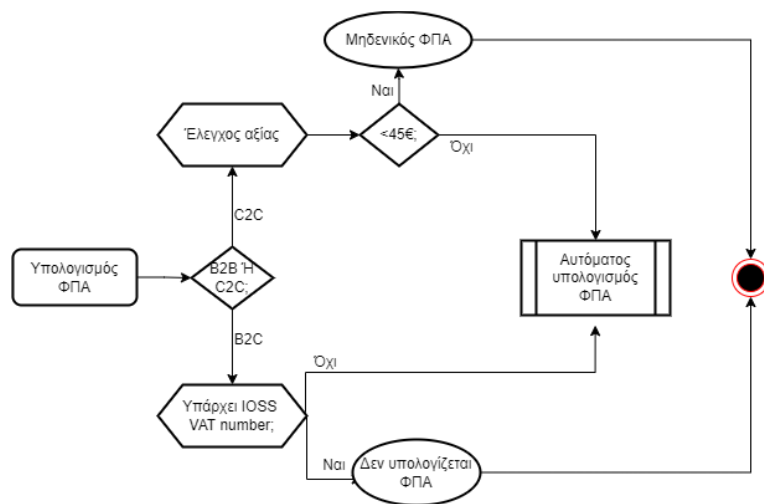 Μηδενικός ΦΠΑ
Ναι
Έλεγχος αξίας
<45€;
Όχι
C2C
Υπολογισμός
ΦΠΑ
B2B Ή
C2C;
Αυτόματος
υπολογισμός
ΦΠΑ
B2C
Όχι
Υπάρχει IOSS
VAT number;
Ναι
Δεν υπολογίζεται
ΦΠΑ